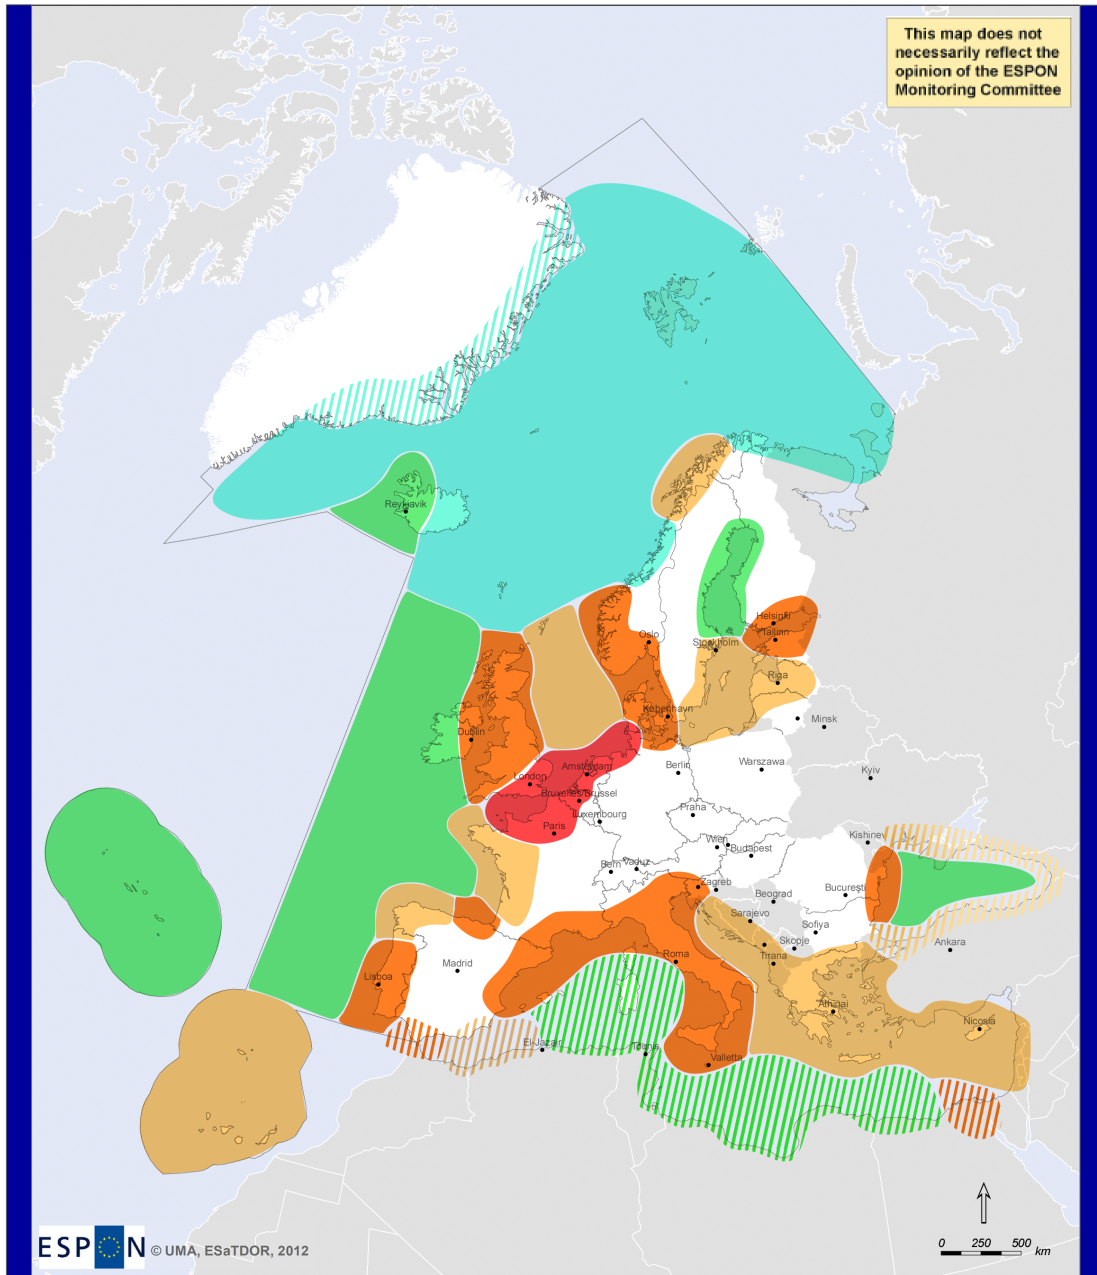 This map does not
necessarily reflect the
opinion of the ESPON
Monitoring Committee
Reykjavik
Helsinki
Tallinn
Oslo
Stockholm
Riga
København
Minsk
Dublin
Amsterdam
Berlin
Warszawa
London
Kyiv
Bruxelles/Brussel
Luxembourg
Praha
Paris
Kishinev
Wien
Budapest
Bern
Vaduz
Zagreb
Beograd
Bucureşti
Sarajevo
Sofiya
Skopje
Ankara
Roma
Tirana
Madrid
Lisboa
Athinai
Nicosia
El-Jazair
Tunis
Valletta
ESPON © UMA, ESaTDOR, 2012
0 250 500 km